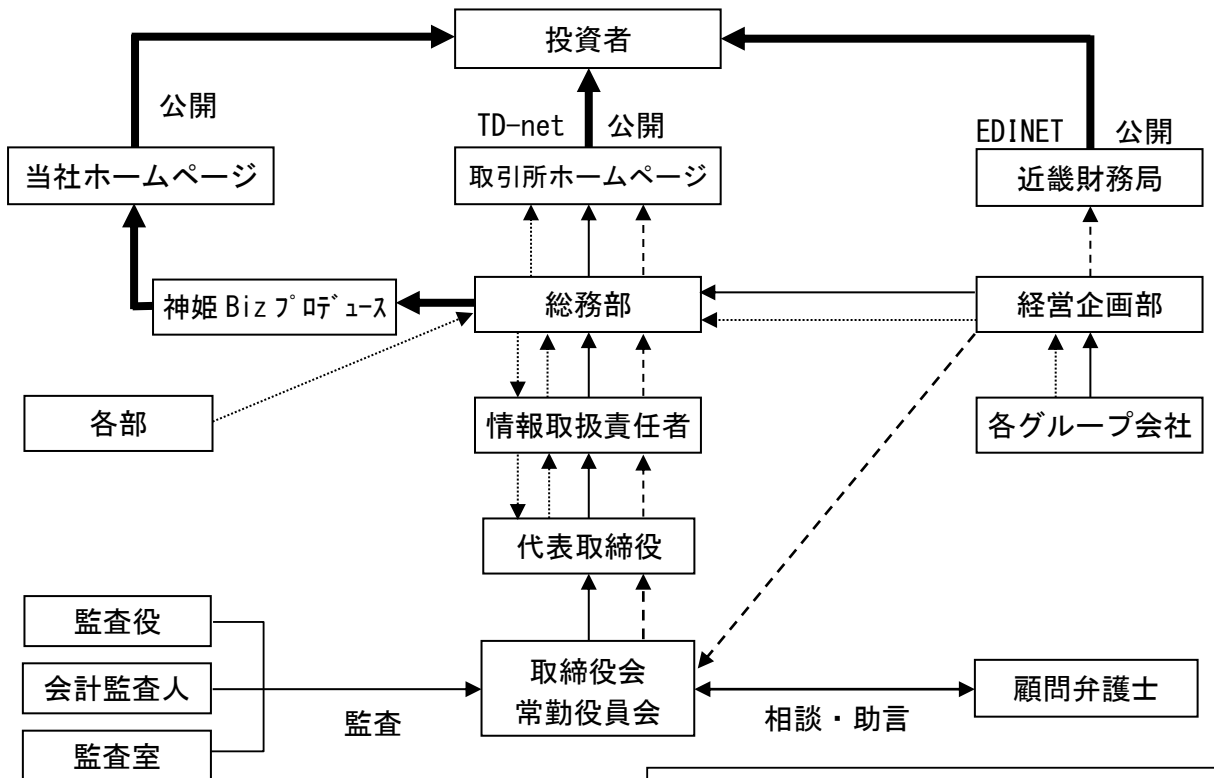 投資者
公開
TD-net 公開
EDINET 公開
当社ホームページ
取引所ホームページ
近畿財務局
神姫Bizﾌﾟﾛﾃﾞｭｰｽ
総務部
経営企画部
各部
情報取扱責任者
各グループ会社
代表取締役
監査役
会計監査人
監査室
監査
取締役会
常勤役員会
相談・助言
顧問弁護士